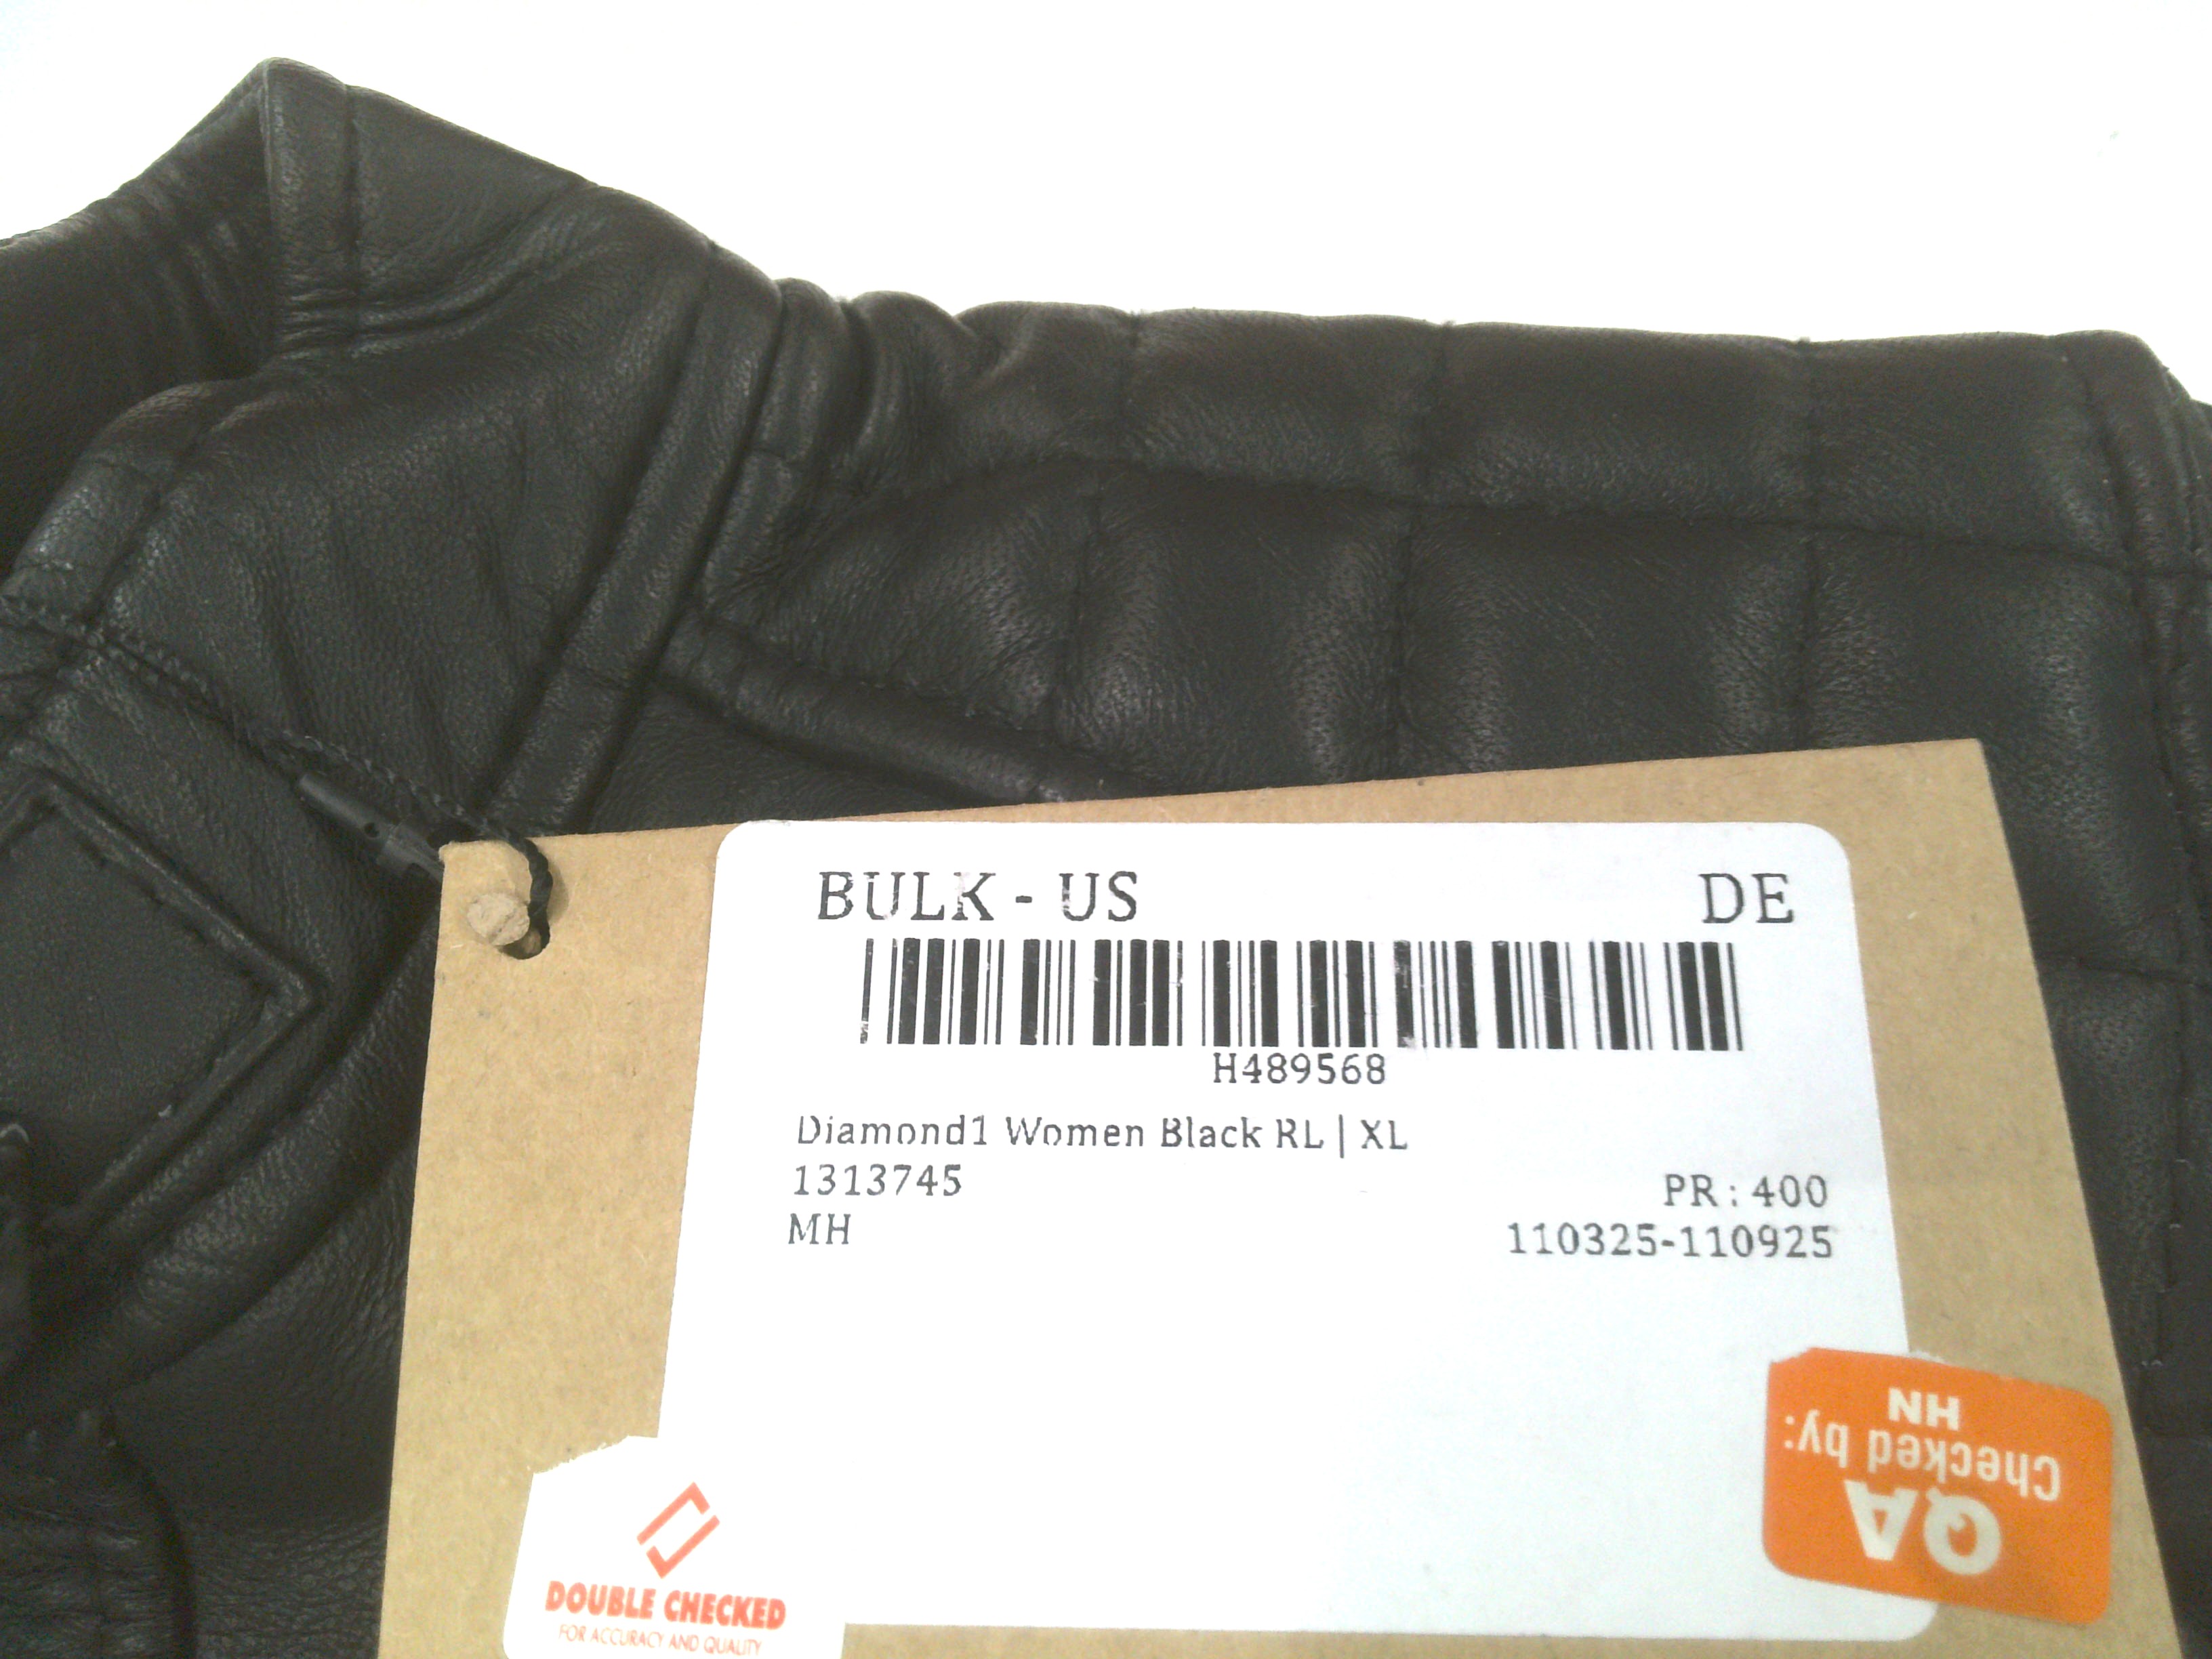 BULK - US
DE
H489568
Diamond1 Women Black RL | XL
1313745
PR : 400
MH
110325-110925
QA
Checked by:
HN
DOUBLE CHECKED
FOR ACCURACY AND QUALITY